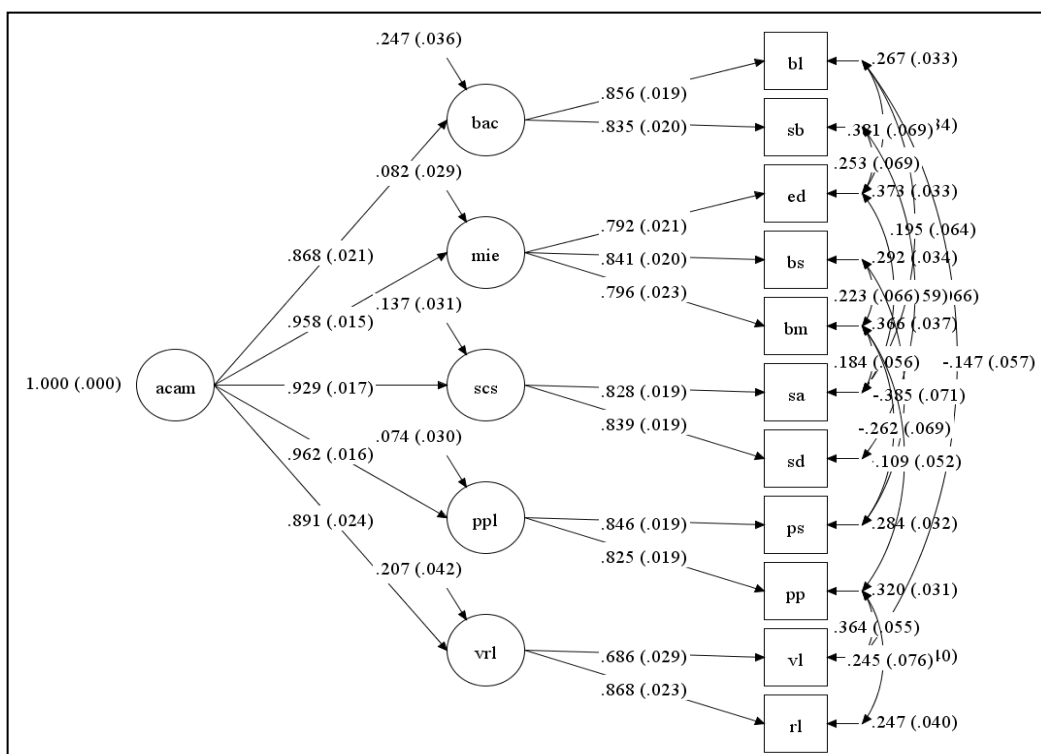 .247 (.036)
bac
.856 (.019)
.835 (.020)
bl
.267 (.033)
sb
.381 (.069)
.253 (.069)
.082 (.029)
ed
.373 (.033)
.195 (.064)
.868 (.021)
mie
.792 (.021)
.841 (.020)
.796 (.023)
bs
.292 (.034)
.223 (.066)
.958 (.015)
.137 (.031)
bm
.366 (.037)
.184 (.056)
-.147 (.057)
1.000 (.000)
acam
.929 (.017)
scs
.828 (.019)
.839 (.019)
sa
-.385 (.071)
-.262 (.069)
.962 (.016)
.074 (.030)
sd
.109 (.052)
.891 (.024)
ppl
.846 (.019)
.825 (.019)
ps
.284 (.032)
.207 (.042)
pp
.320 (.031)
.364 (.055)
vrl
.686 (.029)
.868 (.023)
vl
.245 (.076)
rl
.247 (.040)